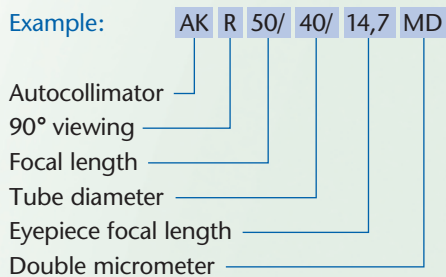 Example: AK R 50/ 40/ 14,7 MD
Autocollimator
90° viewing
Focal length
Tube diameter
Eyepiece focal length
Double micrometer